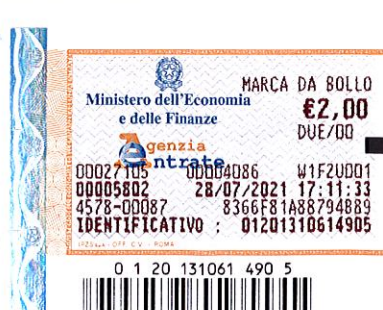 MARCA DA BOLLO
Ministero dell'Economia
e delle Finanze
€2,00
DUE/00
Agenzia
Entrate
00027105 00004086 W1F2U001
00005802 28/07/2021 17:11:33
4578-00087 8366F81A88794889
IDENTIFICATIVO : 01201310614905
0 1 20 131061 490 5